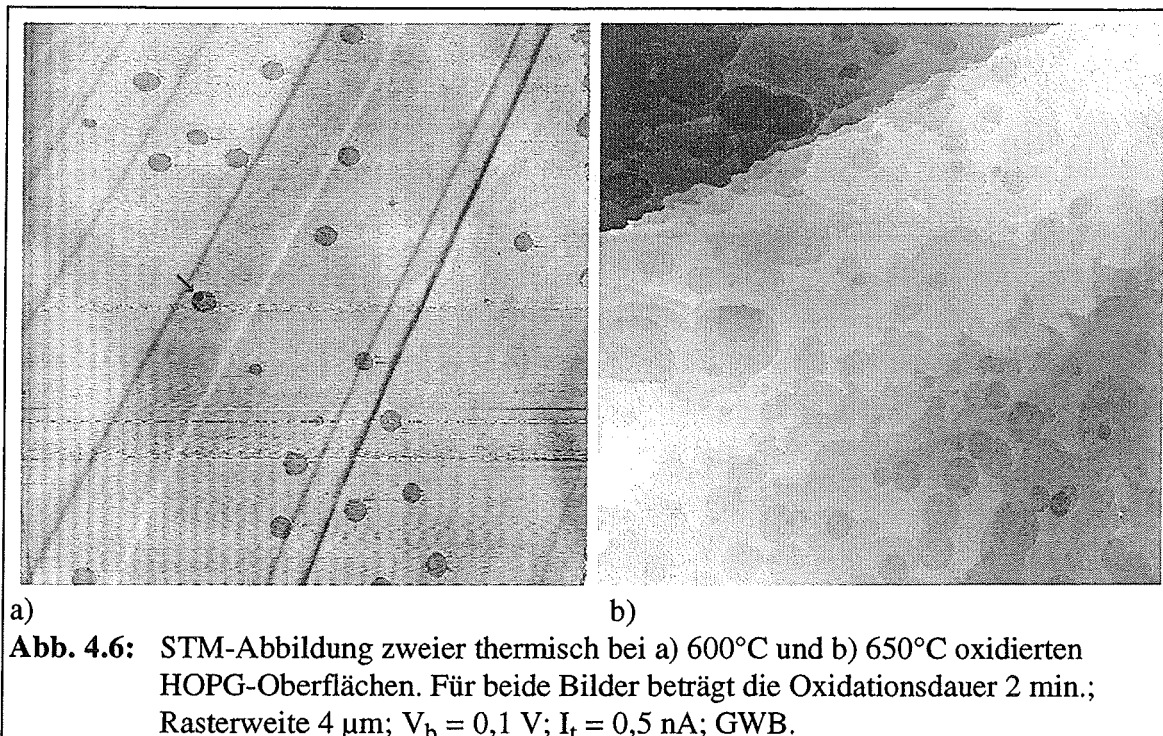 a)
b)
Abb. 4.6: STM-Abbildung zweier thermisch bei a) 600°C und b) 650°C oxidierten
HOPG-Oberflächen. Für beide Bilder beträgt die Oxidationsdauer 2 min.;
Rasterweite 4 µm; V_b = 0,1 V; I_t = 0,5 nA; GWB.